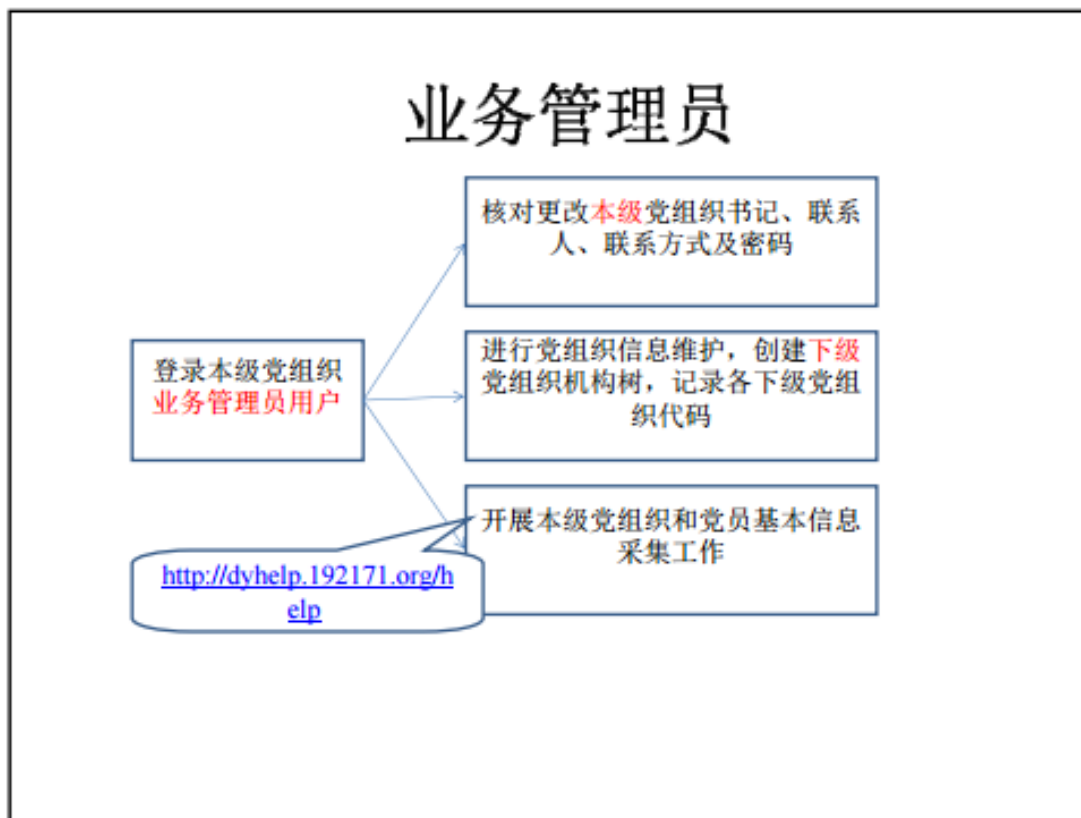 业务管理员
核对更改本级党组织书记、联系
人、联系方式及密码
登录本级党组织
业务管理员用户
进行党组织信息维护，创建下级
党组织机构树，记录各下级党组
织代码
开展本级党组织和党员基本信息
采集工作
http://dyhelp.192171.org/h
elp